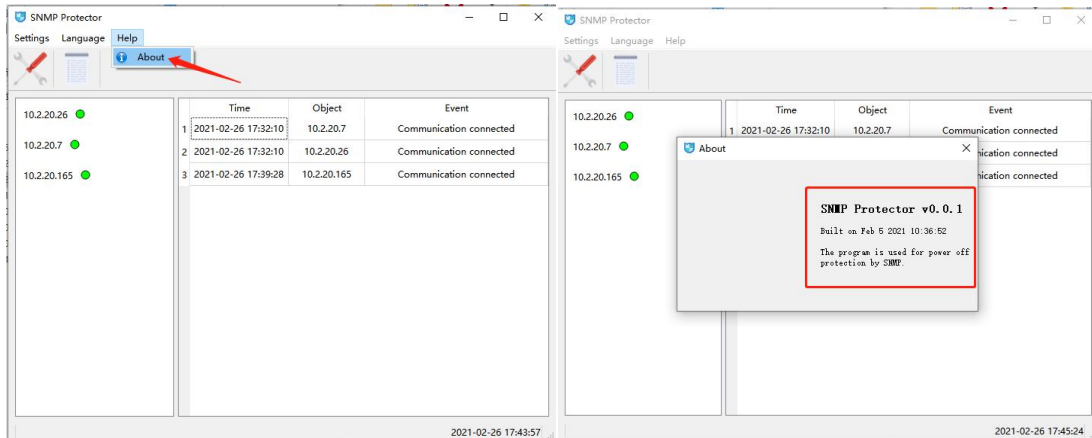 SNMP Protector
Settings Language Help
About
10.2.20.26
10.2.20.7
10.2.20.165
Time Object Event
1 2021-02-26 17:32:10 10.2.20.7 Communication connected
2 2021-02-26 17:32:10 10.2.20.26 Communication connected
3 2021-02-26 17:39:28 10.2.20.165 Communication connected
2021-02-26 17:43:57
SNMP Protector
Settings Language Help
10.2.20.26
10.2.20.7
10.2.20.165
Time Object Event
1 2021-02-26 17:32:10 10.2.20.7 Communication connected
nication connected
nication connected
About
SNMP Protector v0.0.1
Built on Feb 5 2021 10:36:52
The program is used for power off
protection by SNMP.
2021-02-26 17:45:24